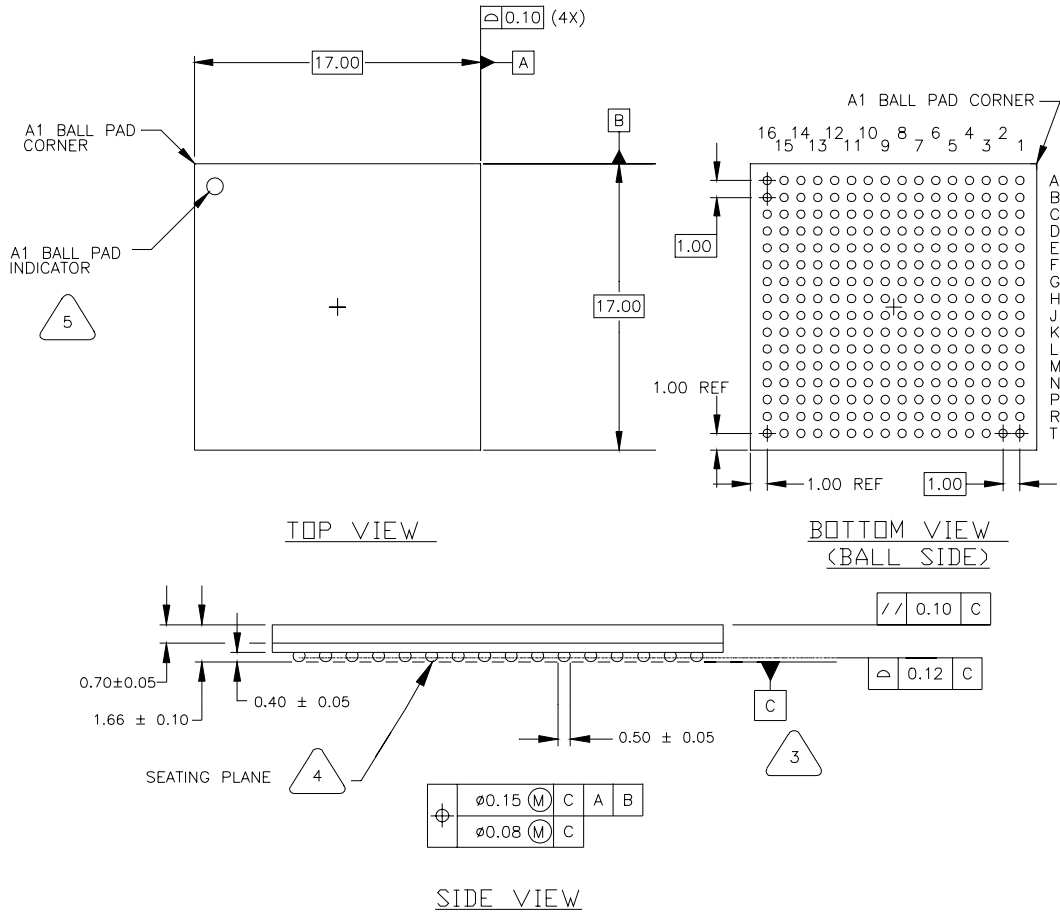 ⌓ 0.10 (4X)
17.00
A
B
A1 BALL PAD
CORNER
A1 BALL PAD
INDICATOR
5
17.00
TOP VIEW
A1 BALL PAD CORNER
16 14 12 10 8 6 4 2
15 13 11 9 7 5 3 1
A
B
C
D
E
F
G
H
J
K
L
M
N
P
R
T
1.00
1.00 REF
1.00 REF
1.00
BOTTOM VIEW
(BALL SIDE)
// 0.10 C
⌓ 0.12 C
0.70±0.05
1.66 ± 0.10
0.40 ± 0.05
0.50 ± 0.05
C
3
SEATING PLANE
4
⌖ ⌀0.15 Ⓜ C A B
⌀0.08 Ⓜ C
SIDE VIEW